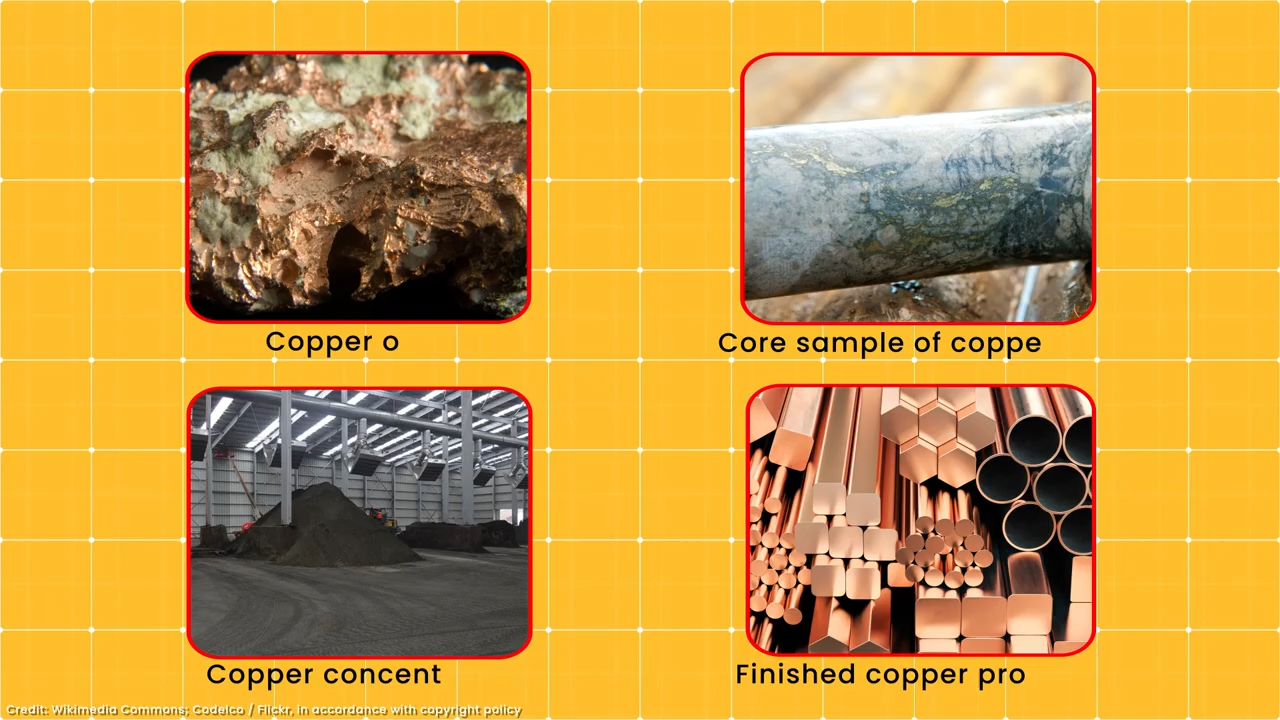 Copper o
Core sample of coppe
Copper concent
Finished copper pro
Credit: Wikimedia Commons; Codelco / Flickr, in accordance with copyright policy